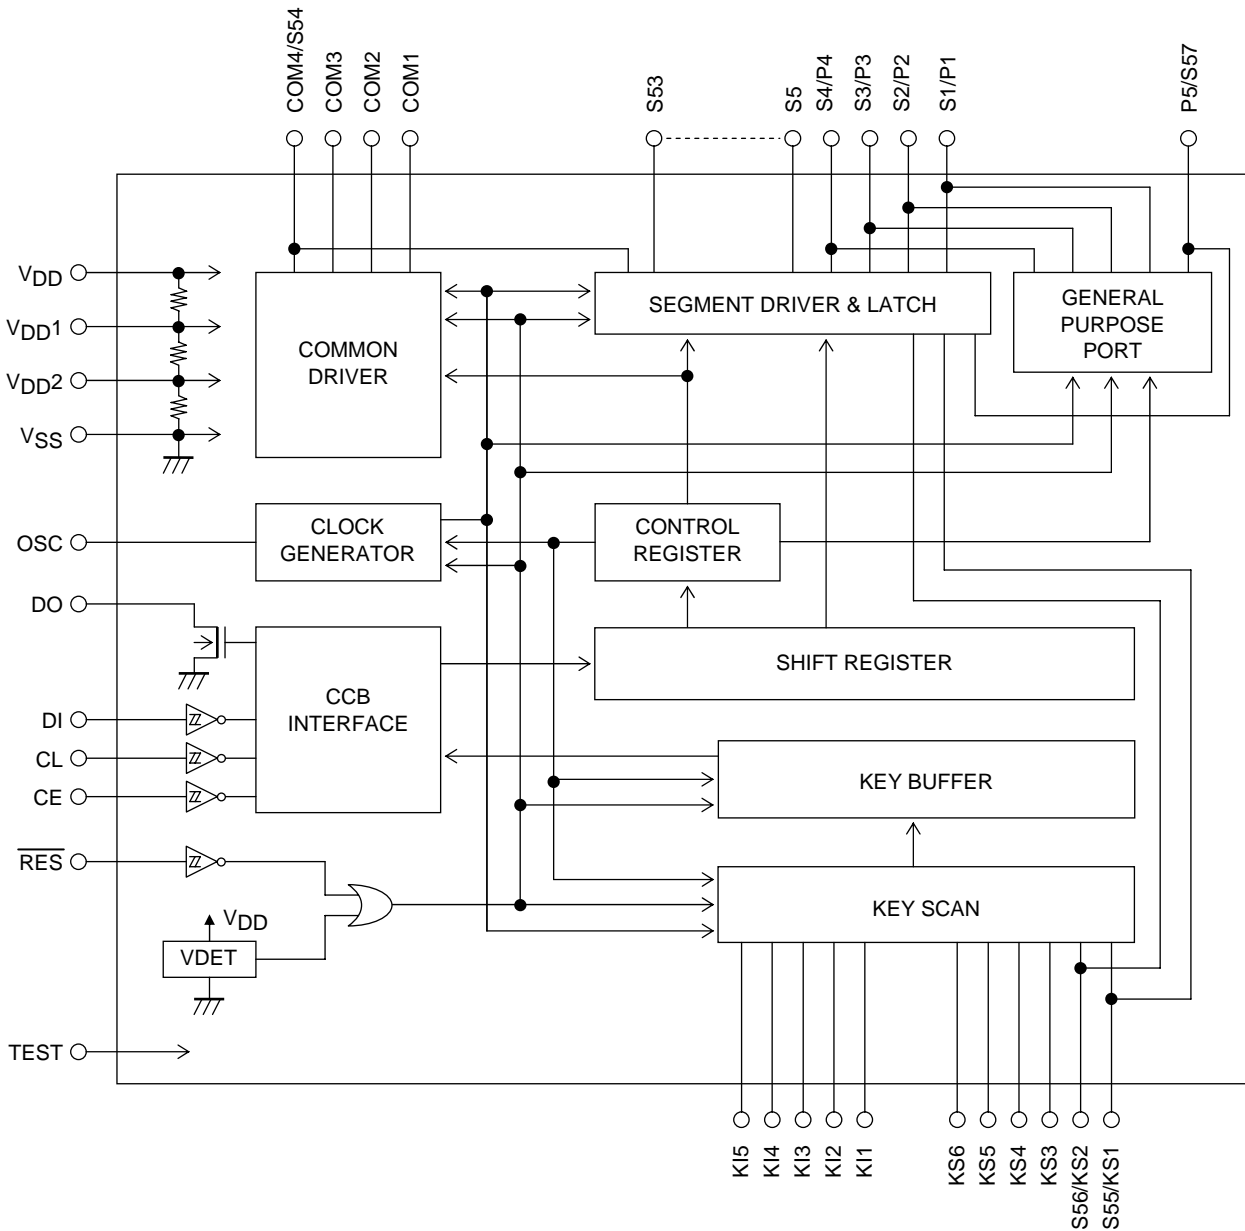 COM4/S54
COM3
COM2
COM1
S53
S5
S4/P4
S3/P3
S2/P2
S1/P1
P5/S57
VDD
VDD1
VDD2
VSS
COMMON
DRIVER
SEGMENT DRIVER & LATCH
GENERAL
PURPOSE
PORT
OSC
CLOCK
GENERATOR
CONTROL
REGISTER
DO
DI
CL
CE
CCB
INTERFACE
SHIFT REGISTER
KEY BUFFER
RES
VDD
VDET
KEY SCAN
TEST
KI5
KI4
KI3
KI2
KI1
KS6
KS5
KS4
KS3
S56/KS2
S55/KS1